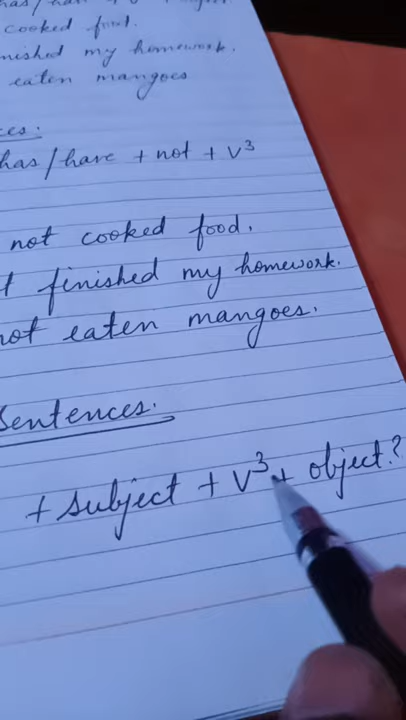 cooked food.
my homework.
eaten mangoes
has/have + not + V³
not cooked food.
finished my homework.
not eaten mangoes.
Sentences.
+ subject + V³ + object?